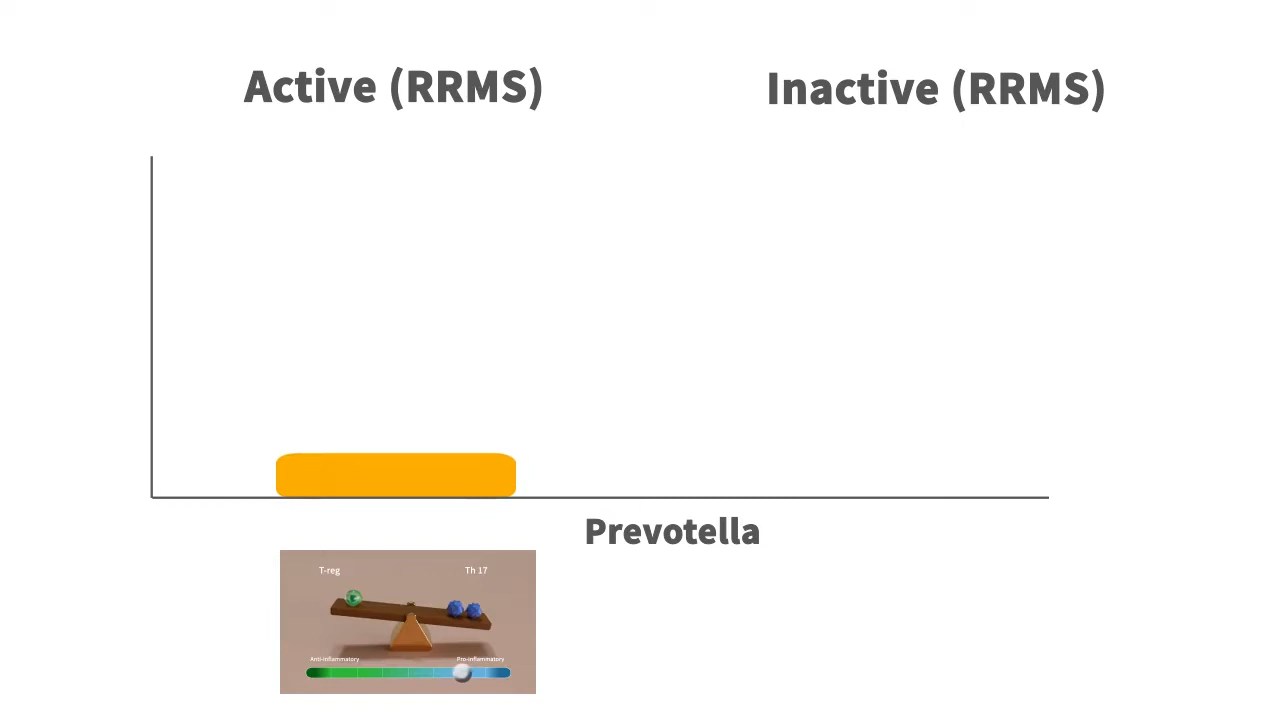 Active (RRMS)
Inactive (RRMS)
Prevotella
T-reg
Th 17
Anti-inflammatory
Pro-inflammatory